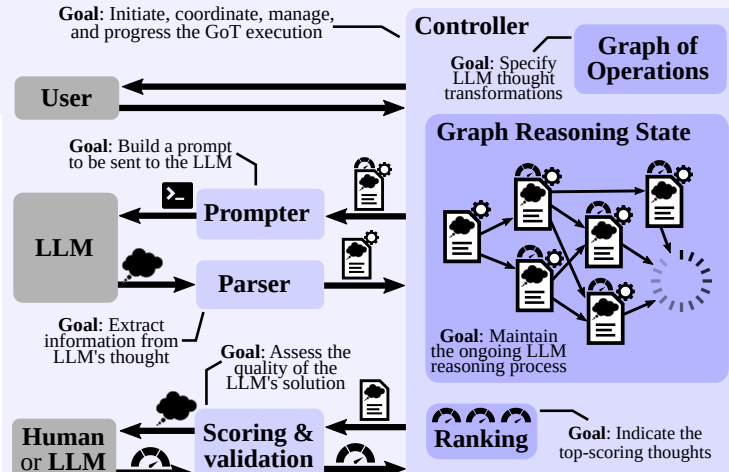 Goal: Initiate, coordinate, manage,
and progress the GoT execution
Controller
Goal: Specify
LLM thought
transformations
Graph of
Operations
User
Goal: Build a prompt
to be sent to the LLM
Graph Reasoning State
Prompter
LLM
Parser
Goal: Extract
information from
LLM's thought
Goal: Maintain
the ongoing LLM
reasoning process
Goal: Assess the
quality of the
LLM's solution
Human
or LLM
Scoring &
validation
Ranking
Goal: Indicate the
top-scoring thoughts